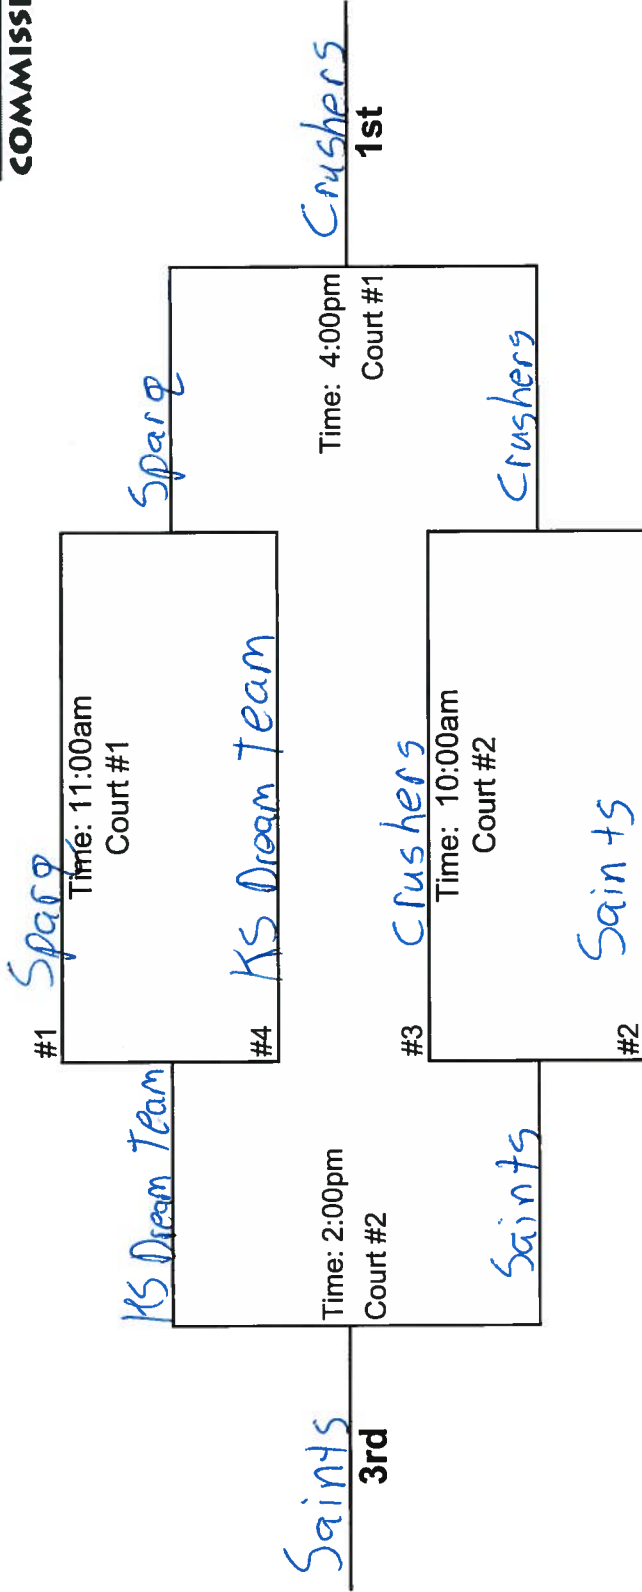 COMMISSI
Sparq
#1
Time: 11:00am
Court #1
KS Dream Team
Sparq
#4
KS Dream Team
Time: 2:00pm
Court #2
Saints
3rd
Time: 4:00pm
Court #1
Crushers
1st
Crushers
#3
Time: 10:00am
Court #2
Saints
Crushers
Saints
#2